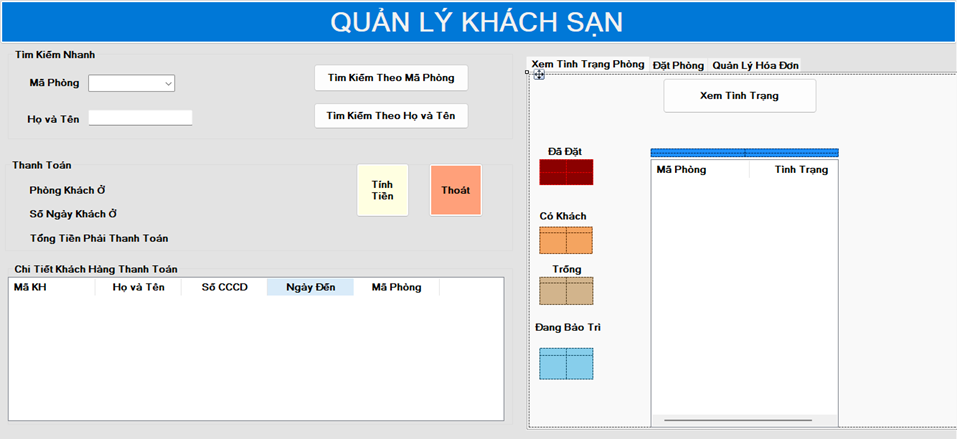 QUẢN LÝ KHÁCH SẠN
Tìm Kiếm Nhanh
Mã Phòng
Tìm Kiếm Theo Mã Phòng
Họ và Tên
Tìm Kiếm Theo Họ và Tên
Thanh Toán
Phòng Khách Ở
Số Ngày Khách Ở
Tổng Tiền Phải Thanh Toán
Tính
Tiền
Thoát
Chi Tiết Khách Hàng Thanh Toán
Mã KH Họ và Tên Số CCCD Ngày Đến Mã Phòng
Xem Tình Trạng Phòng Đặt Phòng Quản Lý Hóa Đơn
Xem Tình Trạng
Đã Đặt
Có Khách
Trống
Đang Bảo Trì
Mã Phòng Tình Trạng